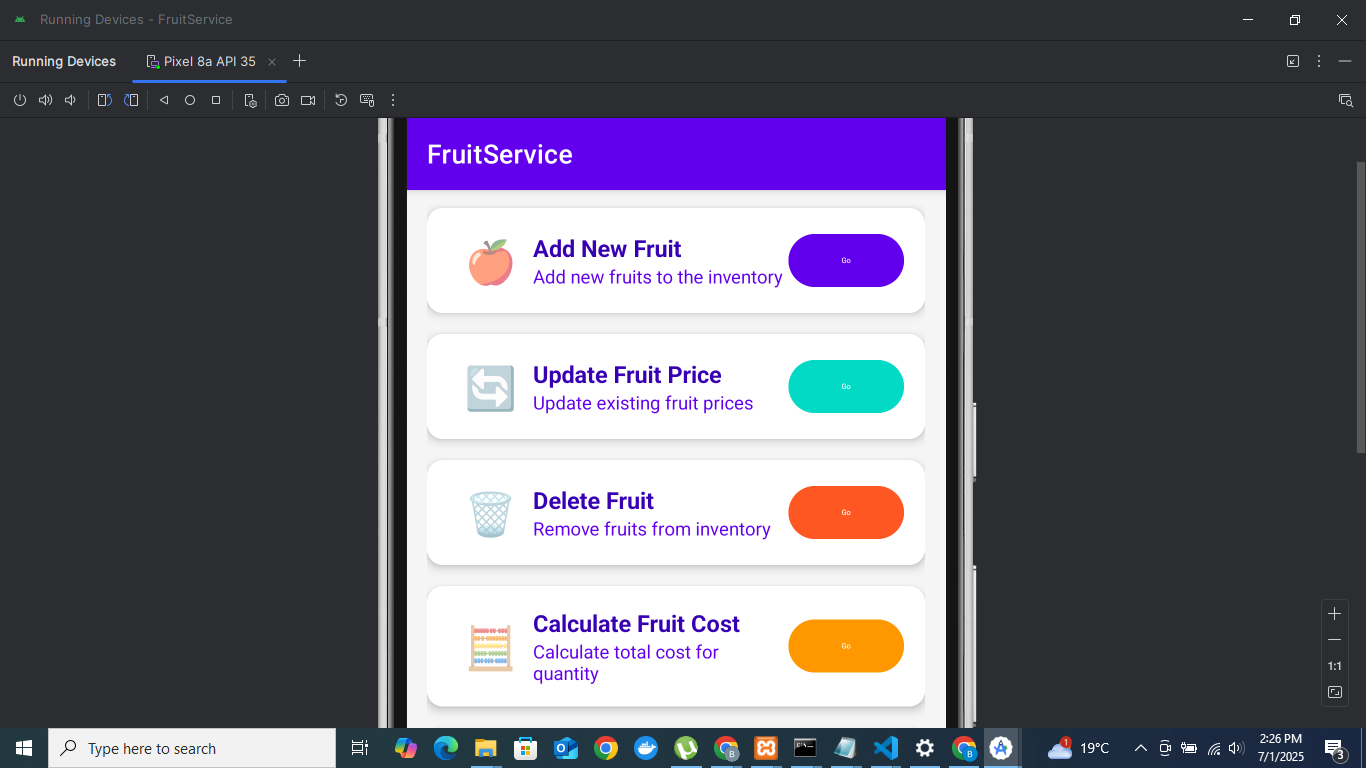 Running Devices - FruitService
Running Devices
Pixel 8a API 35
FruitService
Add New Fruit
Add new fruits to the inventory
Go
Update Fruit Price
Update existing fruit prices
Go
Delete Fruit
Remove fruits from inventory
Go
Calculate Fruit Cost
Calculate total cost for
quantity
Go
1:1
Type here to search
1
19°C
2:26 PM
7/1/2025
3